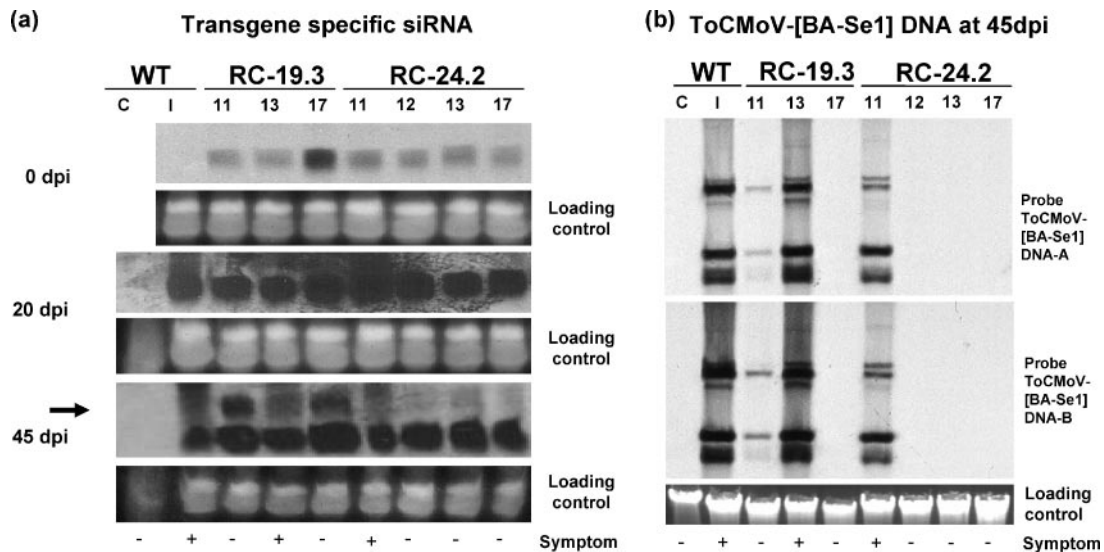 (a) Transgene specific siRNA
WT RC-19.3 RC-24.2
C I 11 13 17 11 12 13 17
0 dpi
Loading control
20 dpi
Loading control
45 dpi
Loading control
- + - + - + - - - Symptom
(b) ToCMoV-[BA-Se1] DNA at 45dpi
WT RC-19.3 RC-24.2
C I 11 13 17 11 12 13 17
Probe
ToCMoV-
[BA-Se1]
DNA-A
Probe
ToCMoV-
[BA-Se1]
DNA-B
Loading
control
- + - + - + - - - Symptom